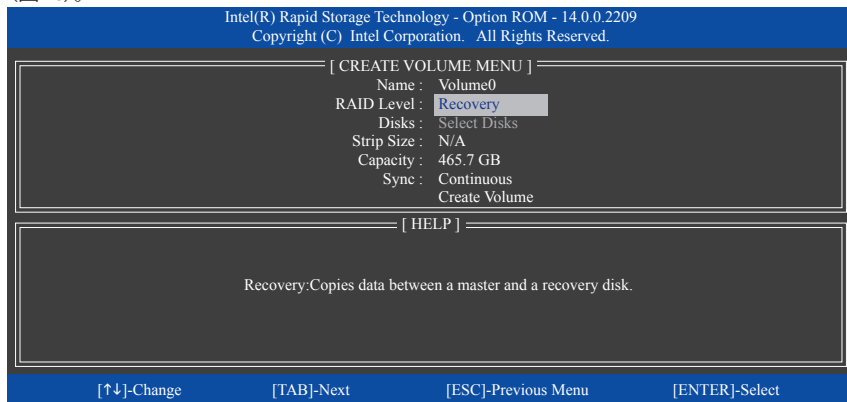 Intel(R) Rapid Storage Technology - Option ROM - 14.0.0.2209
Copyright (C) Intel Corporation. All Rights Reserved.
[ CREATE VOLUME MENU ]
Name : Volume0
RAID Level : Recovery
Disks : Select Disks
Strip Size : N/A
Capacity : 465.7 GB
Sync : Continuous
Create Volume
[ HELP ]
Recovery:Copies data between a master and a recovery disk.
[↑↓]-Change [TAB]-Next [ESC]-Previous Menu [ENTER]-Select